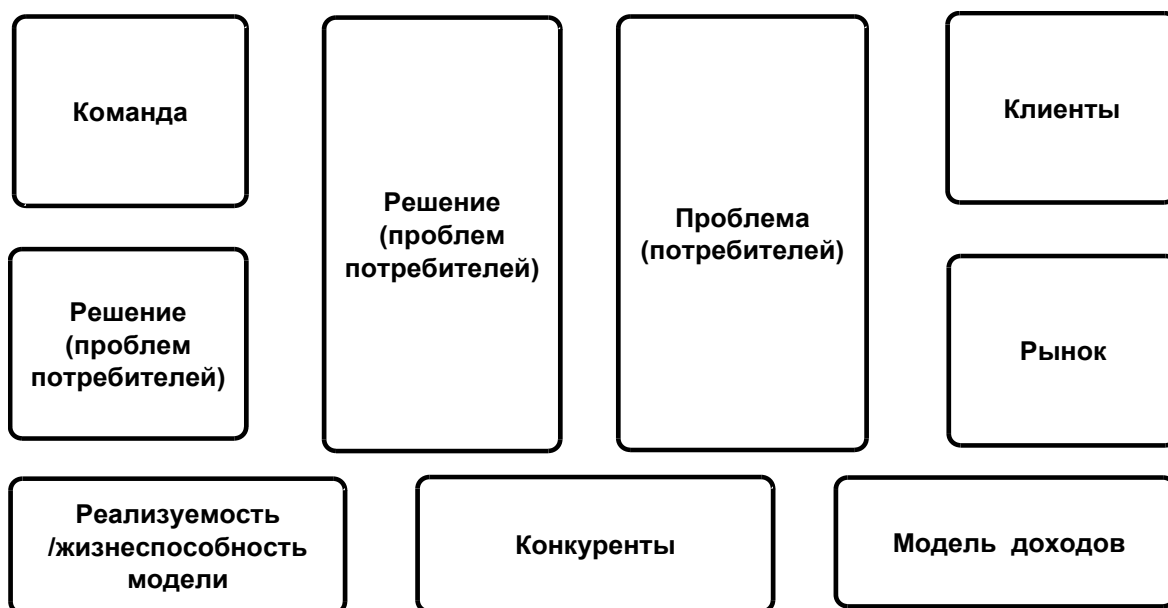 Команда
Решение
(проблем
потребителей)
Проблема
(потребителей)
Клиенты
Решение
(проблем
потребителей)
Рынок
Реализуемость
/жизнеспособность
модели
Конкуренты
Модель доходов